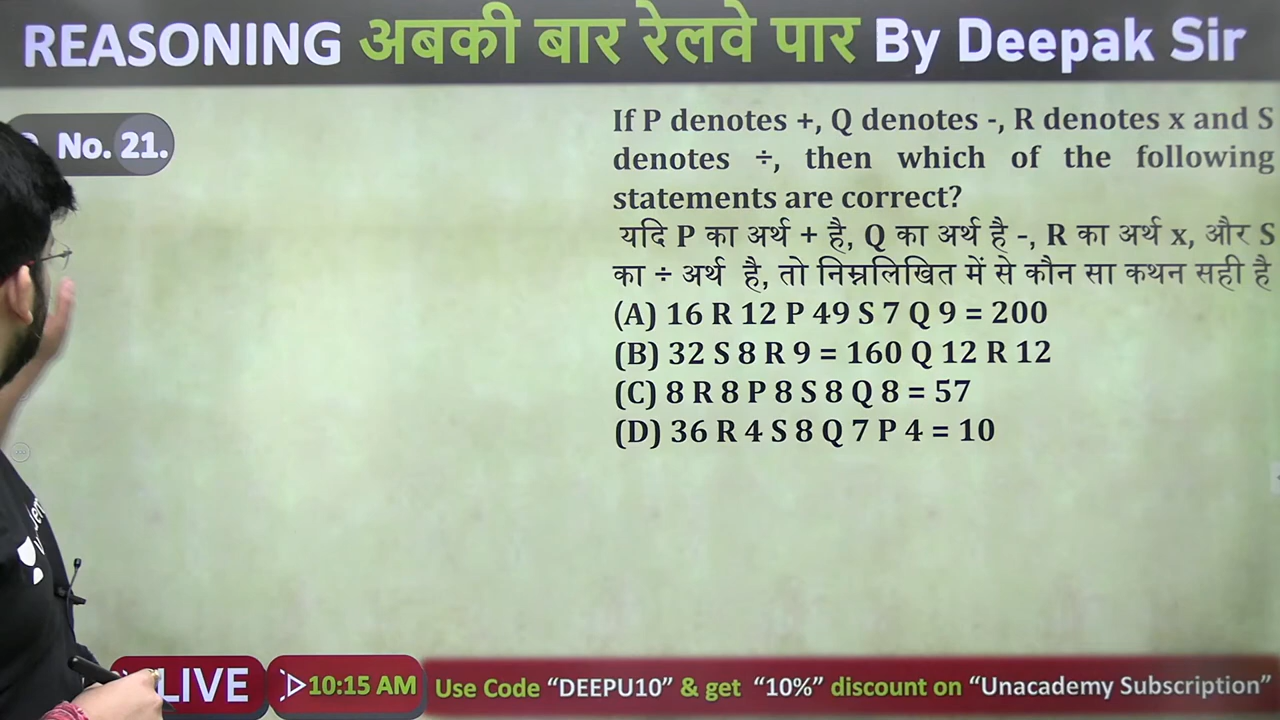 REASONING अबकी बार रेलवे पार By Deepak Sir
No. 21.
If P denotes +, Q denotes -, R denotes x and S
denotes ÷, then which of the following
statements are correct?
यदि P का अर्थ + है, Q का अर्थ है -, R का अर्थ x, और S
का ÷ अर्थ है, तो निम्नलिखित में से कौन सा कथन सही है
(A) 16 R 12 P 49 S 7 Q 9 = 200
(B) 32 S 8 R 9 = 160 Q 12 R 12
(C) 8 R 8 P 8 S 8 Q 8 = 57
(D) 36 R 4 S 8 Q 7 P 4 = 10
LIVE
10:15 AM
Use Code “DEEPU10” & get “10%” discount on “Unacademy Subscription”